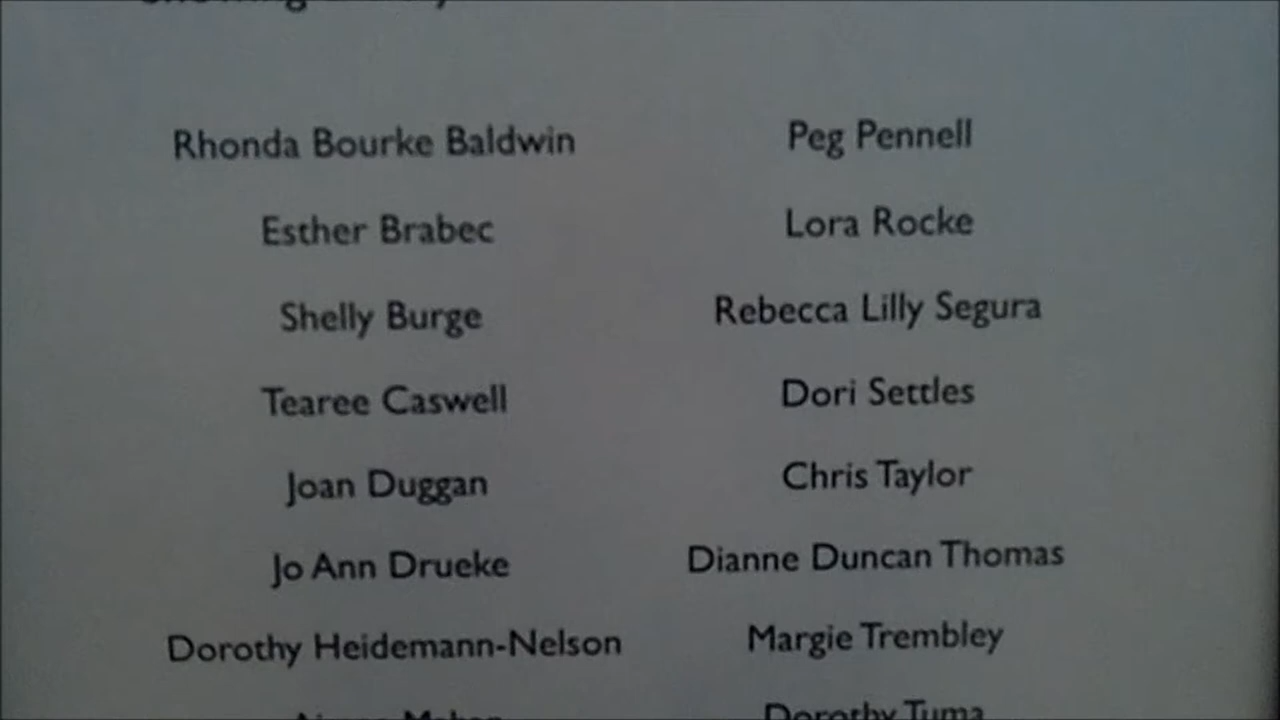 Rhonda Bourke Baldwin
Esther Brabec
Shelly Burge
Tearee Caswell
Joan Duggan
Jo Ann Drueke
Dorothy Heidemann-Nelson
Peg Pennell
Lora Rocke
Rebecca Lilly Segura
Dori Settles
Chris Taylor
Dianne Duncan Thomas
Margie Trembley
Dorothy Tuma